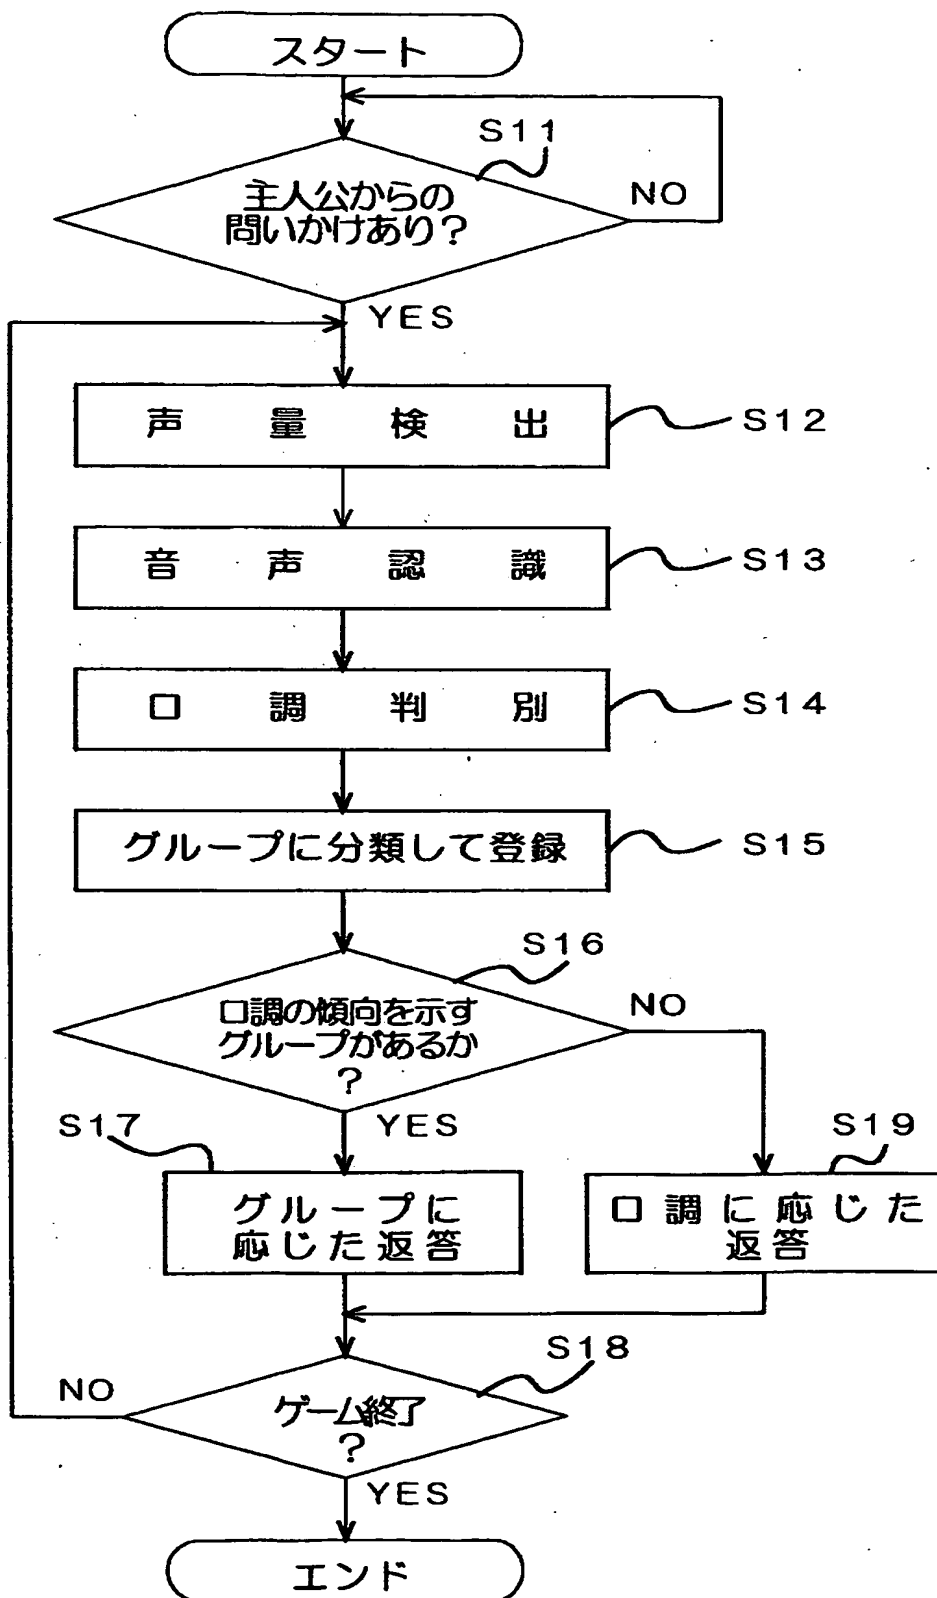 スタート
S11
主人公からの
問いかけあり?
NO
YES
声量検出
S12
音声認識
S13
口調判別
S14
グループに分類して登録
S15
S16
口調の傾向を示す
グループがあるか
?
NO
YES
S17
グループに
応じた返答
S19
口調に応じた
返答
S18
ゲーム終了
?
NO
YES
エンド